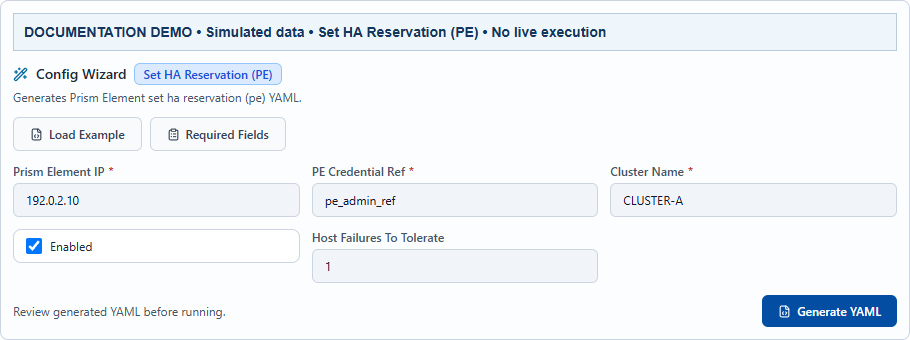 DOCUMENTATION DEMO • Simulated data • Set HA Reservation (PE) • No live execution
Config Wizard Set HA Reservation (PE)
Generates Prism Element set ha reservation (pe) YAML.
Load Example Required Fields
Prism Element IP * PE Credential Ref * Cluster Name *
192.0.2.10 pe_admin_ref CLUSTER-A
Enabled Host Failures To Tolerate
1
Review generated YAML before running. Generate YAML